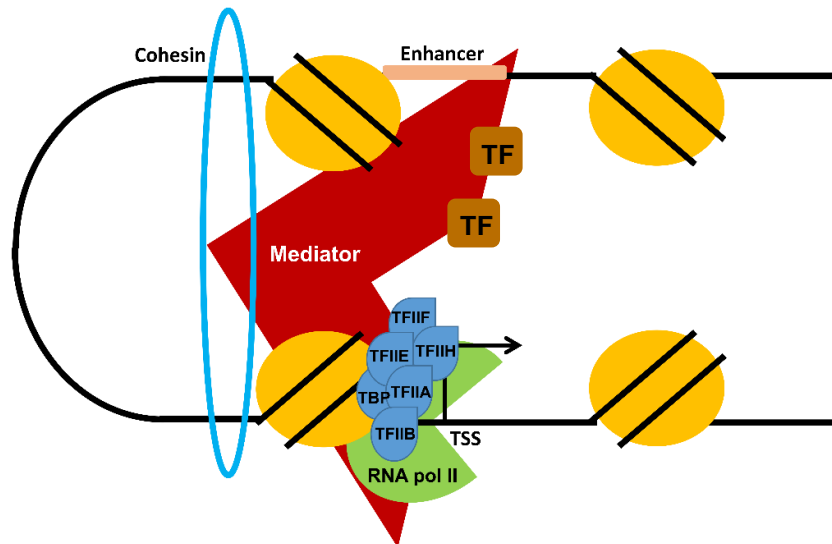 Cohesin
Enhancer
TF
TF
Mediator
TFIIF
TFIIE
TFIIH
TBP
TFIIA
TFIIB
TSS
RNA pol II